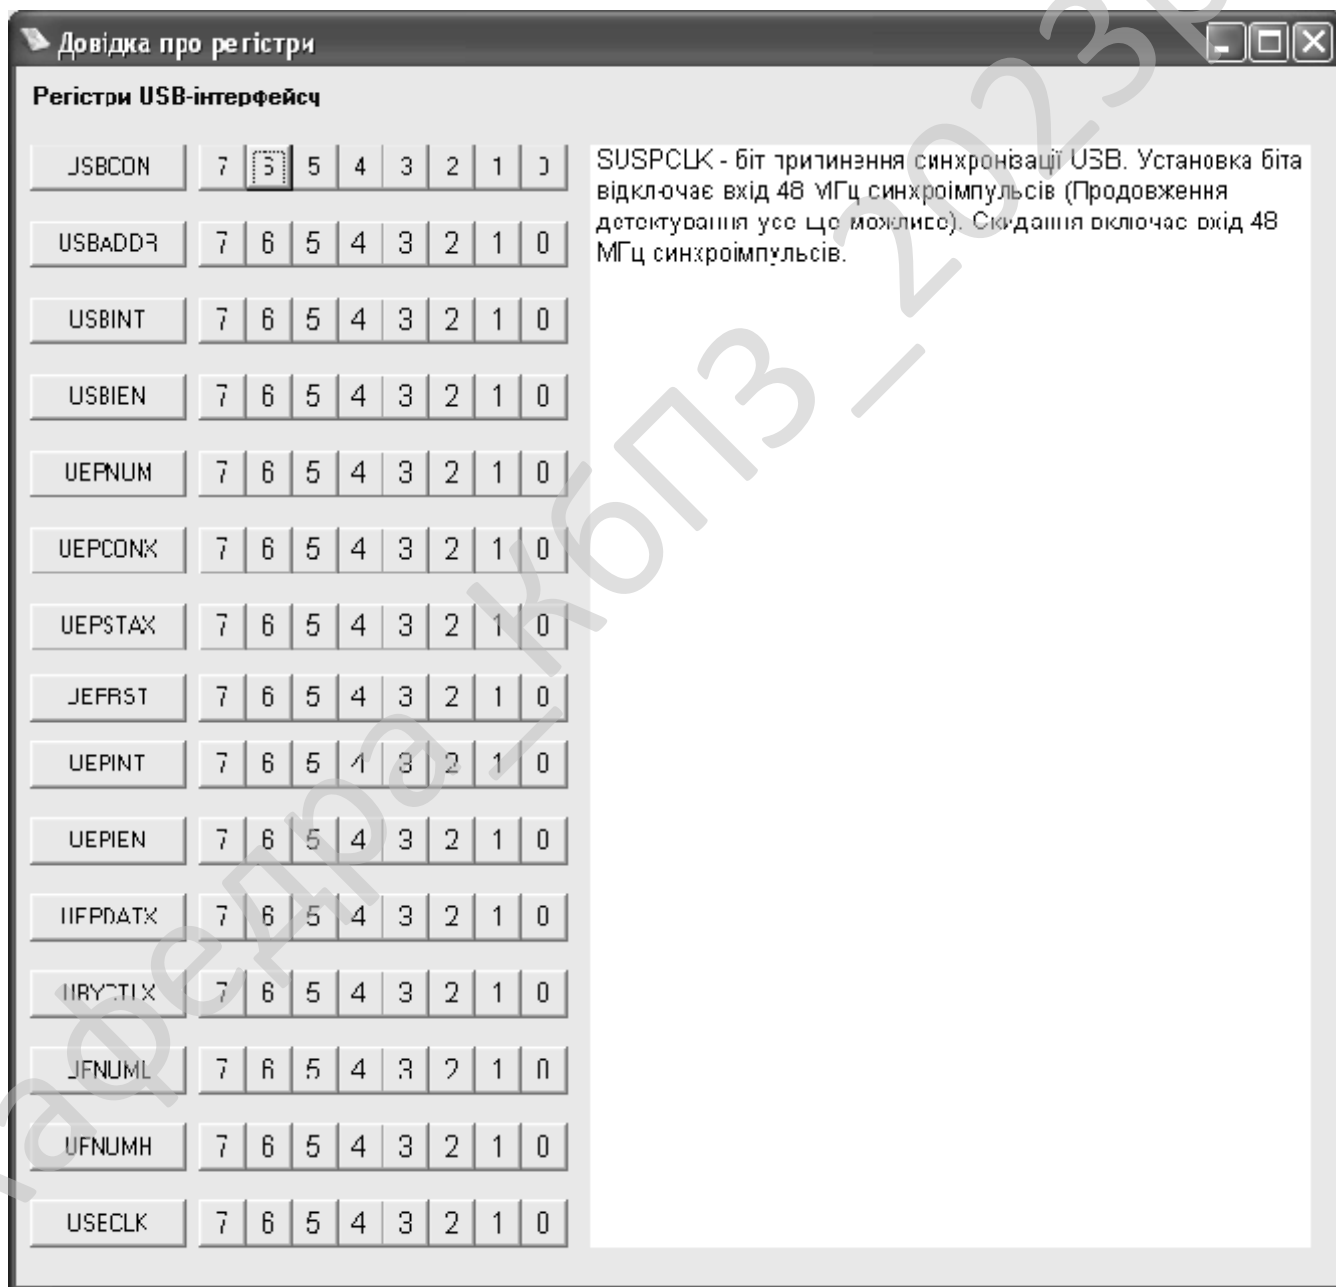 Довідка про регістри
Регістри USB-інтерфейсу
USBCON 7 6 5 4 3 2 1 0
USBADDR 7 6 5 4 3 2 1 0
USBINT 7 6 5 4 3 2 1 0
USBIEN 7 6 5 4 3 2 1 0
UEPNUM 7 6 5 4 3 2 1 0
UEPCONX 7 6 5 4 3 2 1 0
UEPSTAX 7 6 5 4 3 2 1 0
UEPRST 7 6 5 4 3 2 1 0
UEPINT 7 6 5 4 3 2 1 0
UEPIEN 7 6 5 4 3 2 1 0
UEPDATX 7 6 5 4 3 2 1 0
UBYCTLX 7 6 5 4 3 2 1 0
UFNUML 7 6 5 4 3 2 1 0
UFNUMH 7 6 5 4 3 2 1 0
USECLK 7 6 5 4 3 2 1 0
SUSPCLK - біт припинення синхронізації USB. Установка біта
відключає вхід 48 МГц синхроімпульсів (Продовження
детектування усе ще можливе). Скидання включає вхід 48
МГц синхроімпульсів.
афедра_КбПЗ_2023р